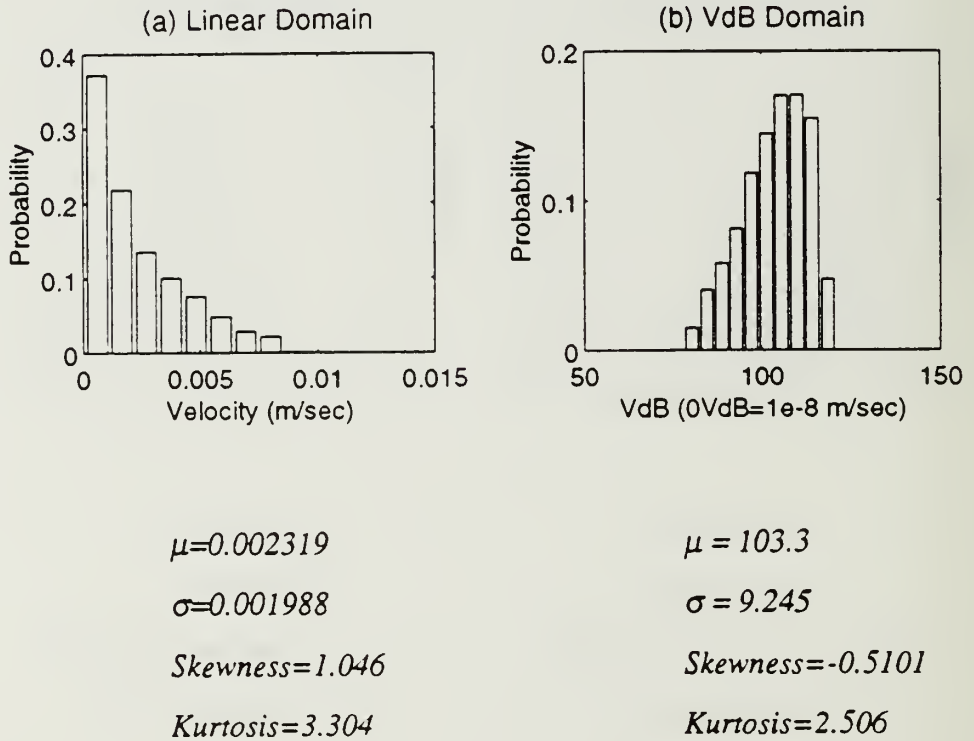 (a) Linear Domain
0.4
0.3
0.2
0.1
0
Probability
0
0.005
0.01
0.015
Velocity (m/sec)
μ=0.002319
σ=0.001988
Skewness=1.046
Kurtosis=3.304
(b) VdB Domain
0.2
0.1
0
Probability
50
100
150
VdB (0VdB=1e-8 m/sec)
μ = 103.3
σ = 9.245
Skewness=-0.5101
Kurtosis=2.506